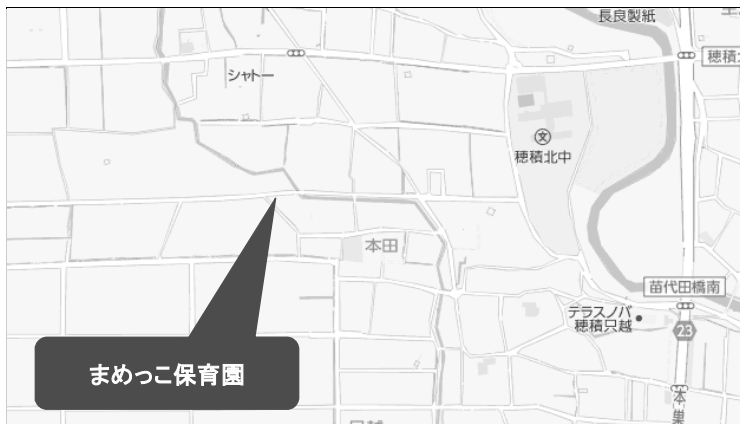 長良製紙
穂積北
シャトー
文
穂積北中
本田
苗代田橋南
テラスノバ
穂積只越
23
まめっこ保育園
本
巣